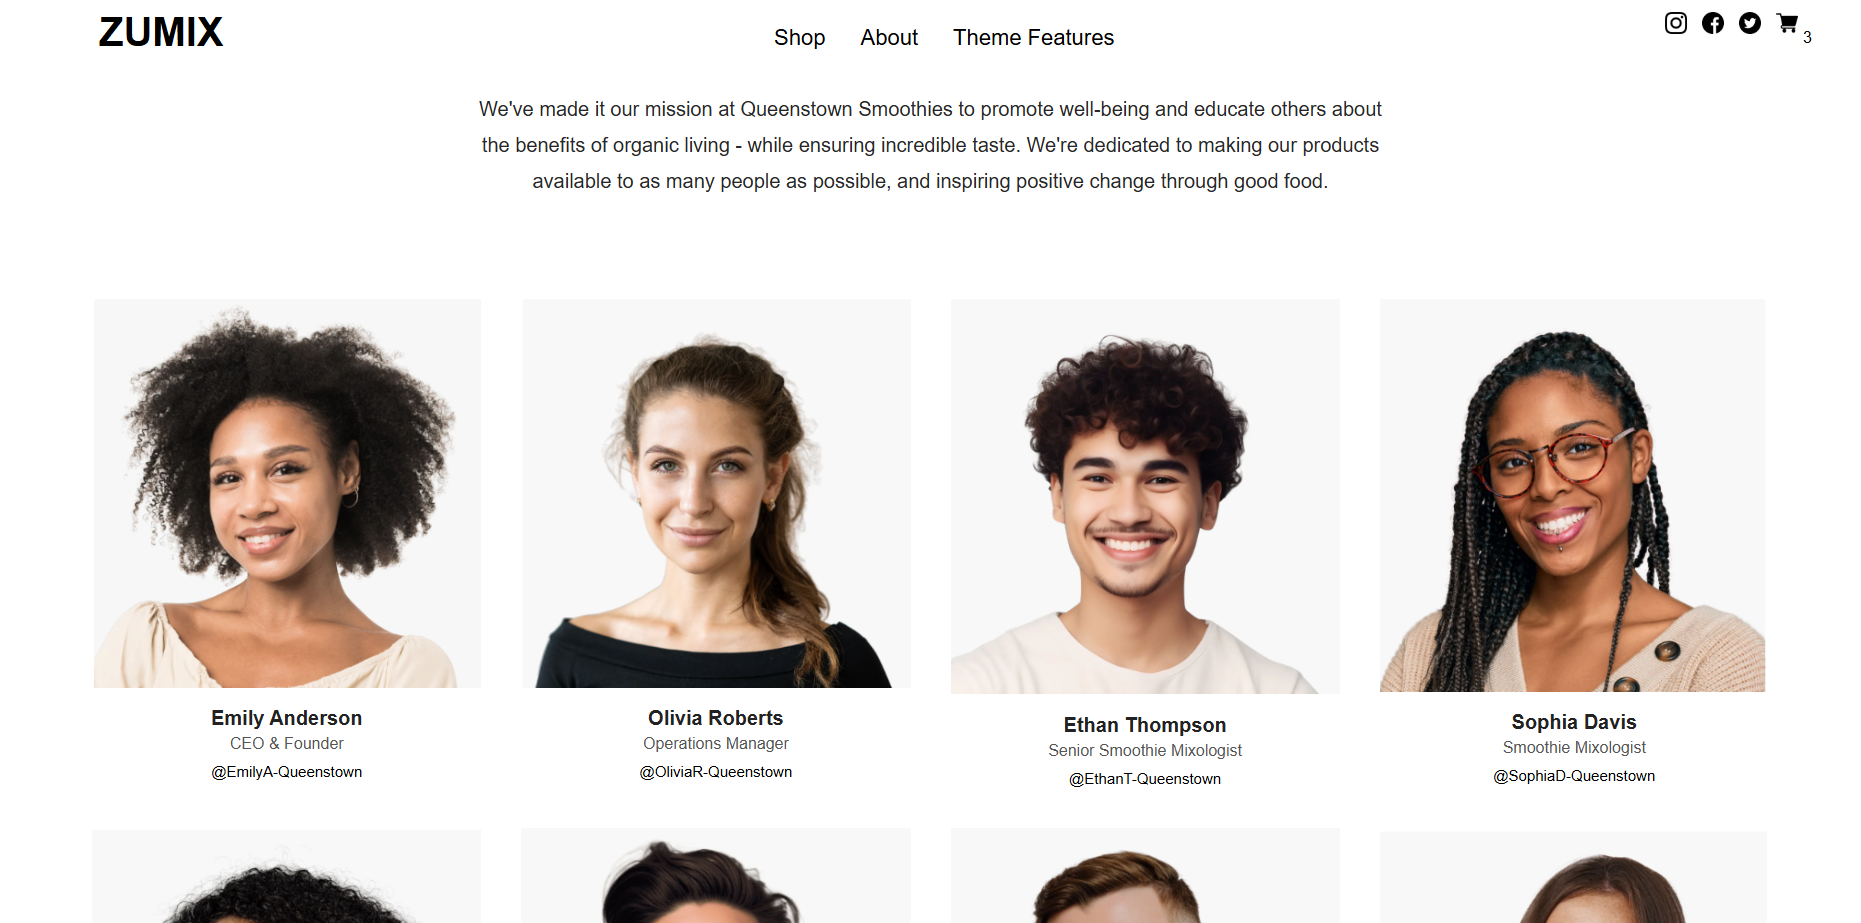 ZUMIX
Shop About Theme Features
3
We've made it our mission at Queenstown Smoothies to promote well-being and educate others about
the benefits of organic living - while ensuring incredible taste. We're dedicated to making our products
available to as many people as possible, and inspiring positive change through good food.
Emily Anderson
CEO & Founder
@EmilyA-Queenstown
Olivia Roberts
Operations Manager
@OliviaR-Queenstown
Ethan Thompson
Senior Smoothie Mixologist
@EthanT-Queenstown
Sophia Davis
Smoothie Mixologist
@SophiaD-Queenstown